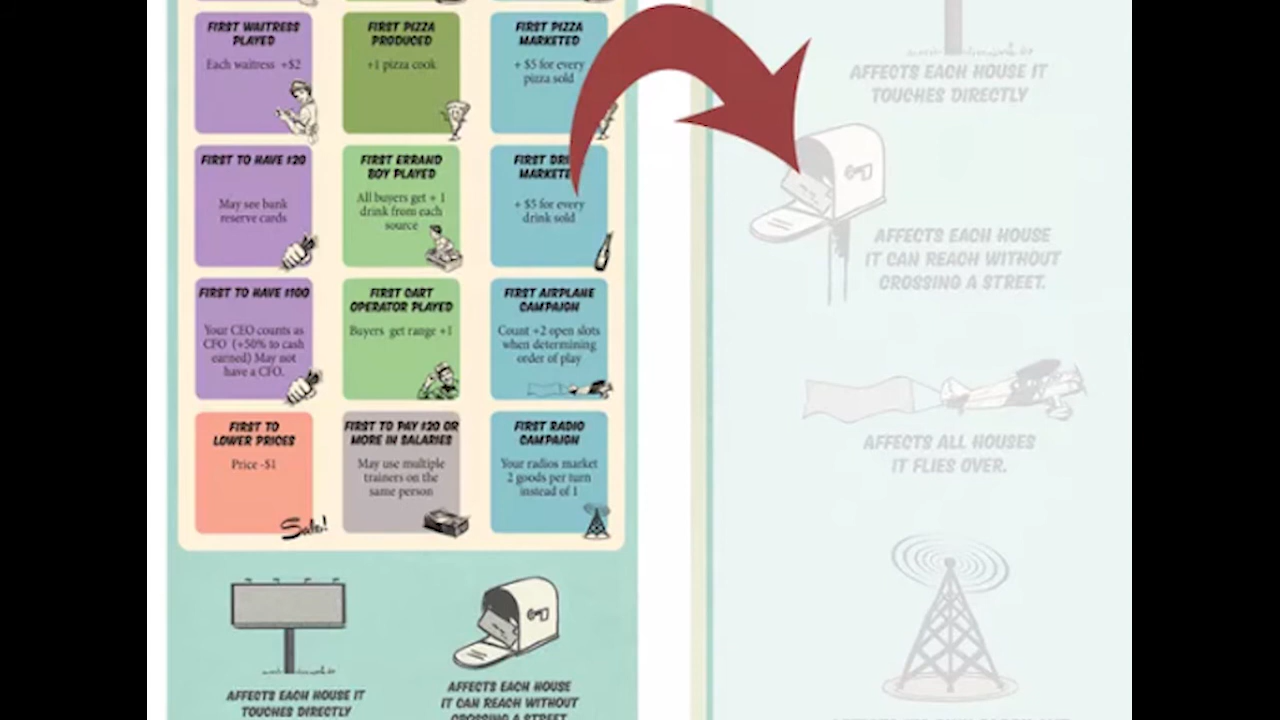 FIRST WAITRESS
PLAYED
Each waitress +$2
FIRST PIZZA
PRODUCED
+1 pizza cook
FIRST PIZZA
MARKETED
+ $5 for every
pizza sold
FIRST TO HAVE $20
May see bank
reserve cards
FIRST ERRAND
BOY PLAYED
All buyers get + 1
drink from each
source
FIRST
MARKETE
+ $5 for every
drink sold
FIRST TO HAVE $100
Your CEO counts as
CFO (+50% to cash
earned) May not
have a CFO.
FIRST CART
OPERATOR PLAYED
Buyers get range +1
FIRST AIRPLANE
CAMPAIGN
Count +2 open slots
when determining
order of play
FIRST TO
LOWER PRICES
Price -$1
Sale!
FIRST TO PAY $20 OR
MORE IN SALARIES
May use multiple
trainers on the
same person
FIRST RADIO
CAMPAIGN
Your radios market
2 goods per turn
instead of 1
AFFECTS EACH HOUSE IT
TOUCHES DIRECTLY
AFFECTS EACH HOUSE
IT CAN REACH WITHOUT
CROSSING A STREET
AFFECTS EACH HOUSE IT
TOUCHES DIRECTLY
AFFECTS EACH HOUSE
IT CAN REACH WITHOUT
CROSSING A STREET.
AFFECTS ALL HOUSES
IT FLIES OVER.